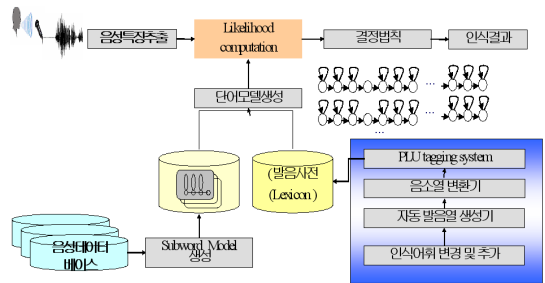 음성특징추출
Likelihood
computation
결정법칙
인식결과
단어모델생성
...
...
...
(발음사전
(Lexicon)
PLU tagging system
음소열 변환기
자동 발음열 생성기
인식어휘 변경 및 추가
음성데이터
베이스
Subword Model
생성